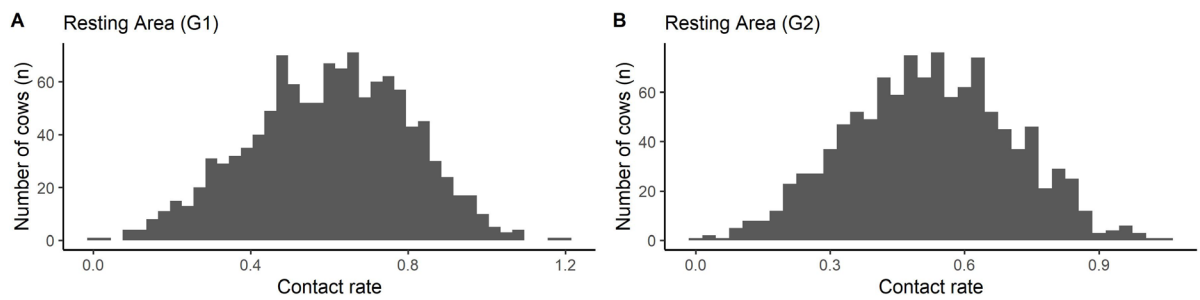 A Resting Area (G1)
Number of cows (n)
60
40
20
0
0.0 0.4 0.8 1.2
Contact rate
B Resting Area (G2)
Number of cows (n)
60
40
20
0
0.0 0.3 0.6 0.9
Contact rate